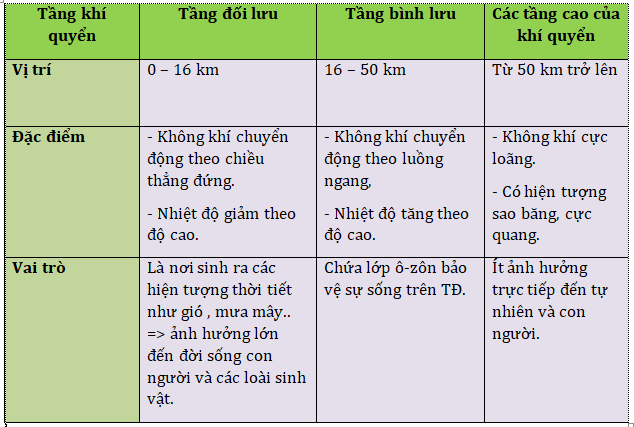 Tầng khí quyển
Tầng đối lưu
Tầng bình lưu
Các tầng cao của khí quyển
Vị trí
0 – 16 km
16 – 50 km
Từ 50 km trở lên
Đặc điểm
- Không khí chuyển
động theo chiều
thẳng đứng.
- Nhiệt độ giảm theo
độ cao.
- Không khí chuyển
động theo luồng
ngang,
- Nhiệt độ tăng theo
độ cao.
- Không khí cực
loãng.
- Có hiện tượng
sao băng, cực
quang.
Vai trò
Là nơi sinh ra các
hiện tượng thời tiết
như gió , mưa mây..
=> ảnh hưởng lớn
đến đời sống con
người và các loài sinh
vật.
Chứa lớp ô-zôn bảo
vệ sự sống trên TĐ.
Ít ảnh hưởng
trực tiếp đến tự
nhiên và con
người.